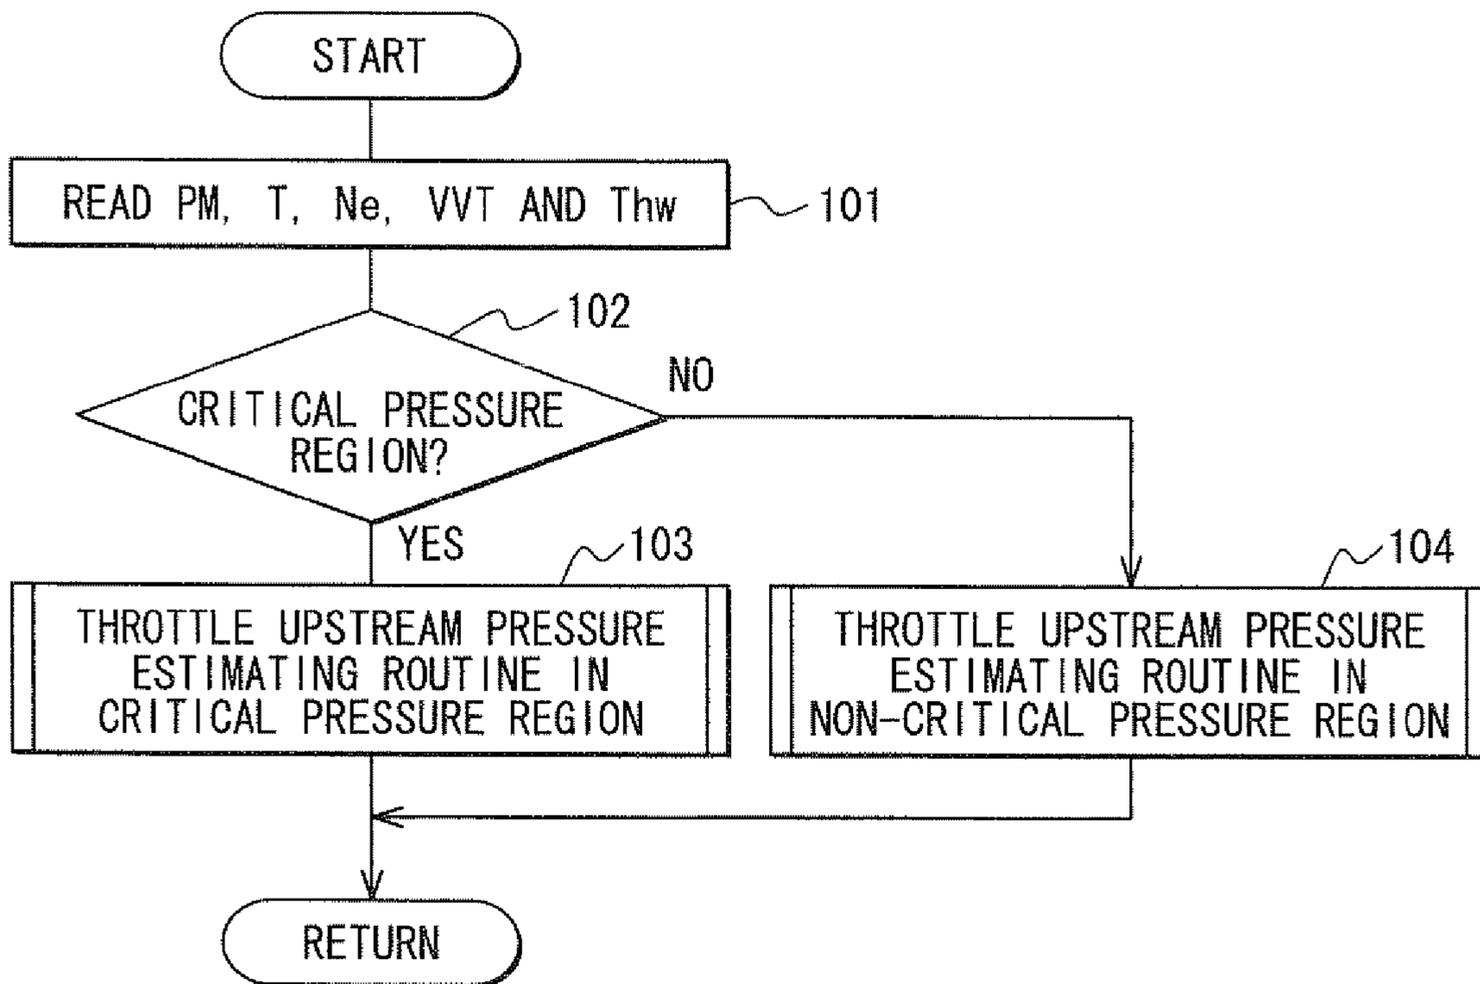 START
READ PM, T, Ne, VVT AND Thw
101
102
CRITICAL PRESSURE
REGION?
NO
YES
103
THROTTLE UPSTREAM PRESSURE
ESTIMATING ROUTINE IN
CRITICAL PRESSURE REGION
104
THROTTLE UPSTREAM PRESSURE
ESTIMATING ROUTINE IN
NON-CRITICAL PRESSURE REGION
RETURN